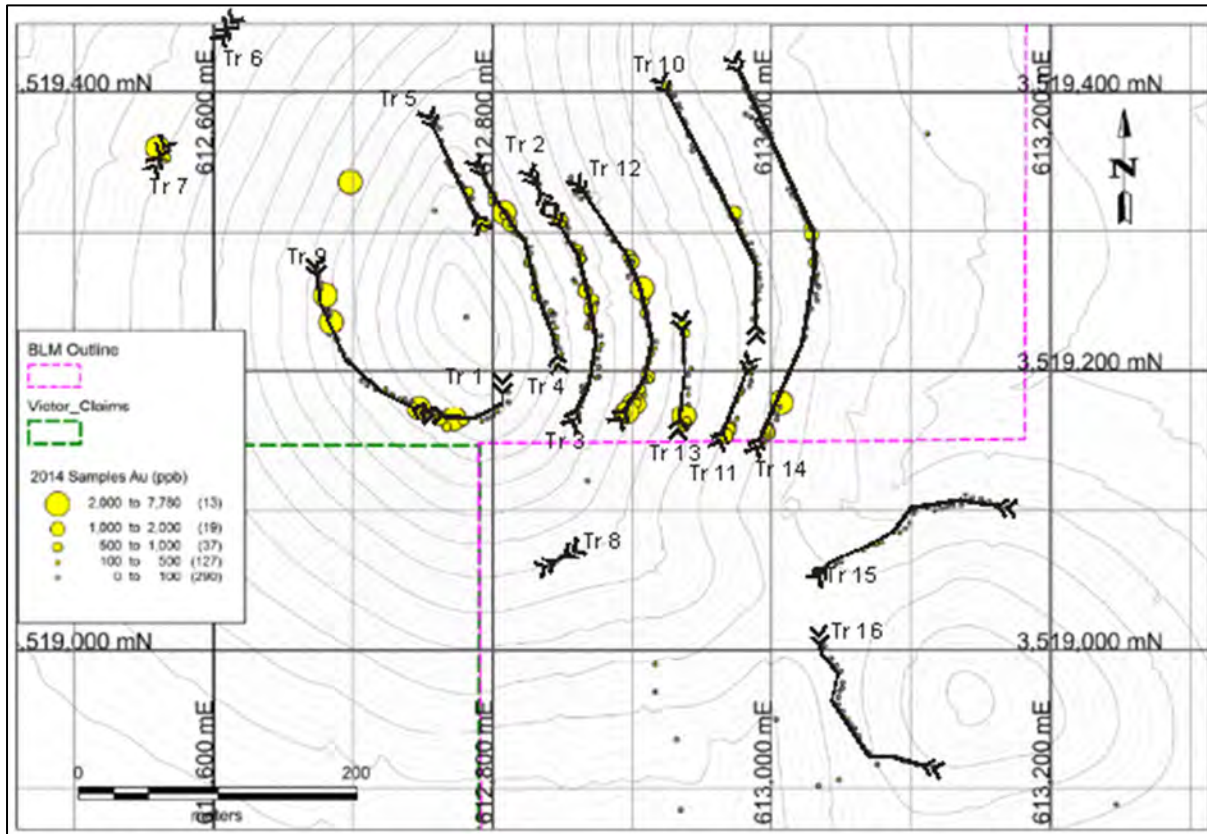 Tr 6
Tr 10
,519,400 mN
3,519,400 mN
612,600 mE
612,800 mE
613,000 mE
613,200 mE
Tr 5
Tr 2
Tr 12
Tr 7
N
Tr 9
BLM Outline
Victor_Claims
2014 Samples Au (ppb)
2,000 to 7,780 (13)
1,000 to 2,000 (19)
500 to 1,000 (37)
100 to 500 (127)
0 to 100 (290)
Tr 1
Tr 4
3,519,200 mN
Tr 3
Tr 13
Tr 11
Tr 14
Tr 8
Tr 15
Tr 16
,519,000 mN
3,519,000 mN
612,600 mE
612,800 mE
613,000 mE
613,200 mE
0 200
meters